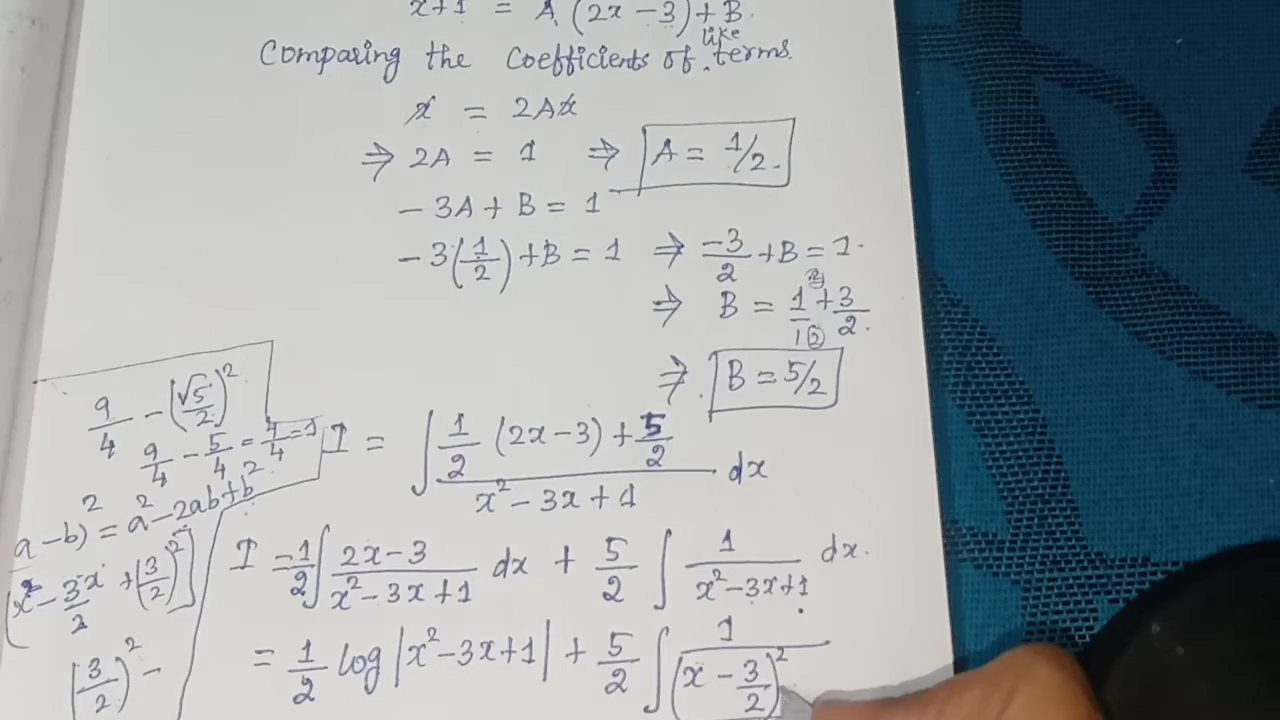 x+1 = A (2x-3)+B
Comparing the Coefficients of like terms.
x = 2Ax
⇒ 2A = 1 ⇒ A = 1/2.
- 3A + B = 1
- 3(1/2) + B = 1 ⇒ -3/2 + B = 1.
⇒ B = 1/1 + 3/2.
⇒ B = 5/2
9/4 - (√5/2)²
9/4 - 5/4 = 4/4 = 1
a-b)² = a² - 2ab + b²
x² - 3/2 x + (3/2)²
(3/2)² -
I = ∫ (1/2 (2x-3) + 5/2)/(x² - 3x + 1) dx
I = 1/2 ∫ (2x-3)/(x² - 3x + 1) dx + 5/2 ∫ 1/(x² - 3x + 1) dx.
= 1/2 log |x² - 3x + 1| + 5/2 ∫ 1/(x - 3/2)²